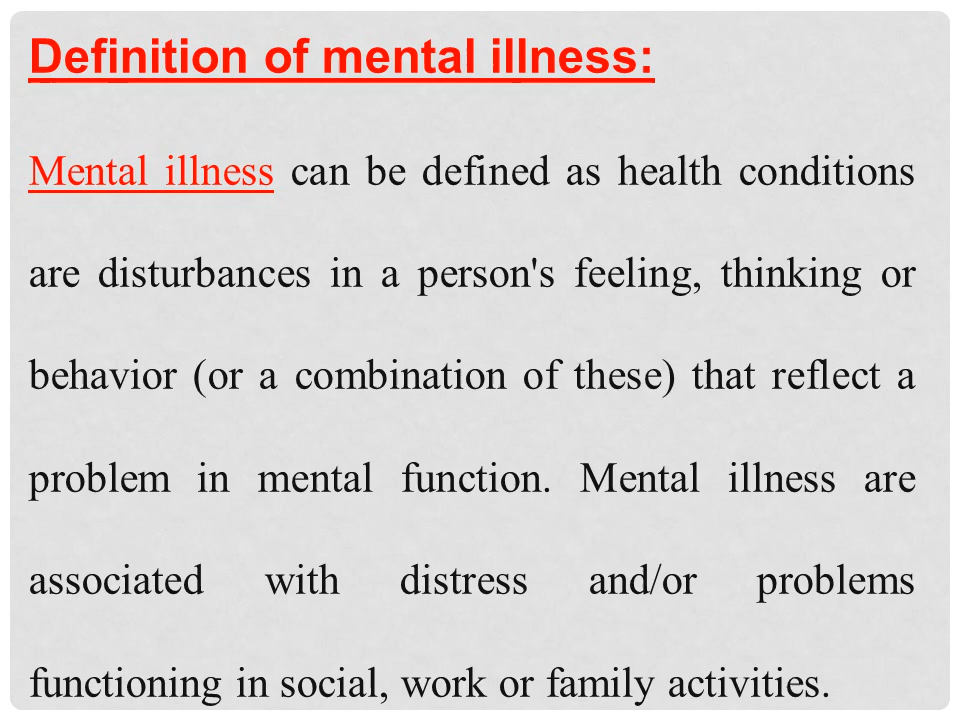 Definition of mental illness:
Mental illness can be defined as health conditions
are disturbances in a person's feeling, thinking or
behavior (or a combination of these) that reflect a
problem in mental function. Mental illness are
associated with distress and/or problems
functioning in social, work or family activities.